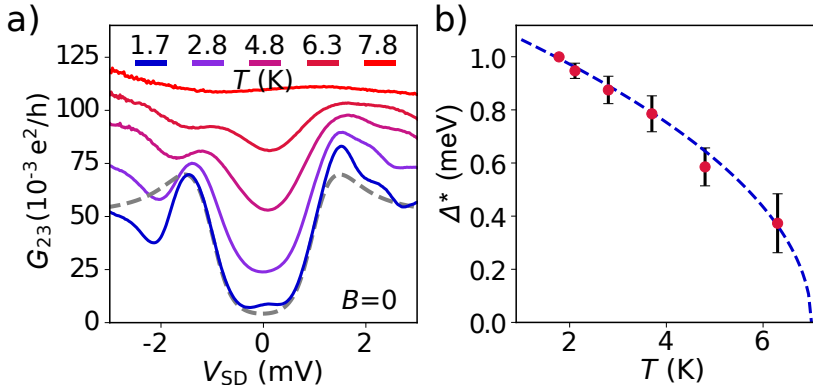 a)
125
100
75
50
25
0
G23 (10-3 e2/h)
1.7 2.8 4.8 6.3 7.8
T (K)
B=0
-2 0 2
VSD (mV)
b)
1.0
0.8
0.6
0.4
0.2
0.0
Δ* (meV)
2 4 6
T (K)